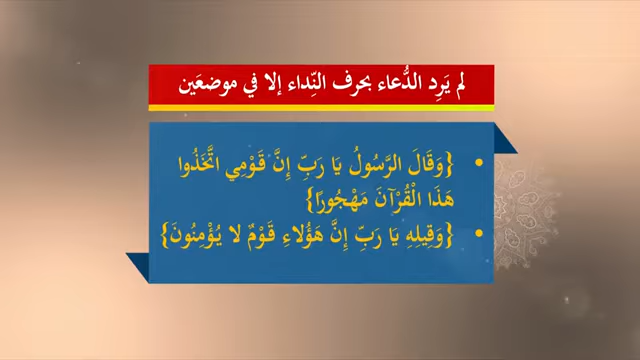 لم يَرِد الدُّعاء بحرف النِّداء إلا في موضعَين
• {وَقَالَ الرَّسُولُ يَا رَبِّ إِنَّ قَوْمِي اتَّخَذُوا
هَذَا الْقُرْآنَ مَهْجُورًا}
• {وَقِيلِهِ يَا رَبِّ إِنَّ هَؤُلاءِ قَوْمٌ لا يُؤْمِنُونَ}